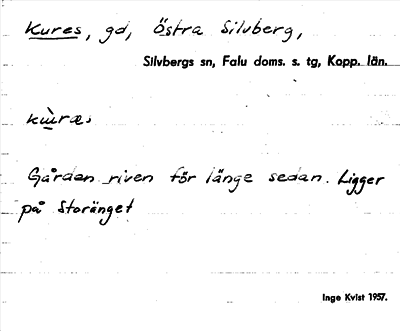 Kures, gd, Östra Silvberg,
Silvbergs sn, Falu doms. s. tg, Kopp. län.
Gården riven för länge sedan. Ligger
på Storänget
Inge Kvist 1957.